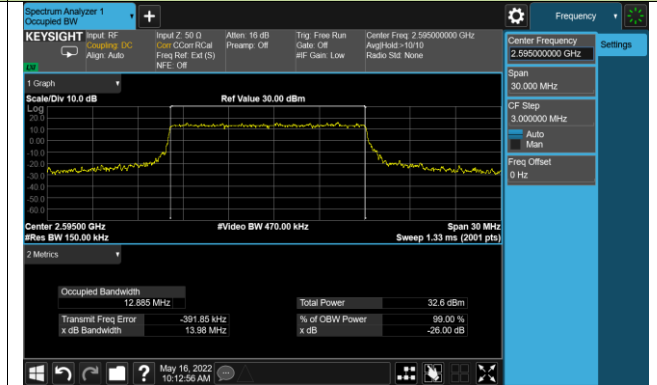 Spectrum Analyzer 1
Occupied BW
Frequency
KEYSIGHT
Input: RF
Coupling: DC
Align: Auto
Input Z: 50 Ω
Corr CCorr RCal
Freq Ref: Ext (S)
NFE: Off
Atten: 16 dB
Preamp: Off
Trig: Free Run
Gate: Off
#IF Gain: Low
Center Freq: 2.595000000 GHz
Avg|Hold:>10/10
Radio Std: None
Center Frequency
2.595000000 GHz
Settings
Span
30.000 MHz
CF Step
3.000000 MHz
Auto
Man
Freq Offset
0 Hz
1 Graph
Scale/Div 10.0 dB
Ref Value 30.00 dBm
Log
20.0
10.0
0.00
-10.0
-20.0
-30.0
-40.0
-50.0
-60.0
Center 2.59500 GHz
#Video BW 470.00 kHz
Span 30 MHz
#Res BW 150.00 kHz
Sweep 1.33 ms (2001 pts)
2 Metrics
Occupied Bandwidth
12.885 MHz
Total Power 32.6 dBm
Transmit Freq Error -391.85 kHz
% of OBW Power 99.00 %
x dB Bandwidth 13.98 MHz
x dB -26.00 dB
May 16, 2022
10:12:56 AM